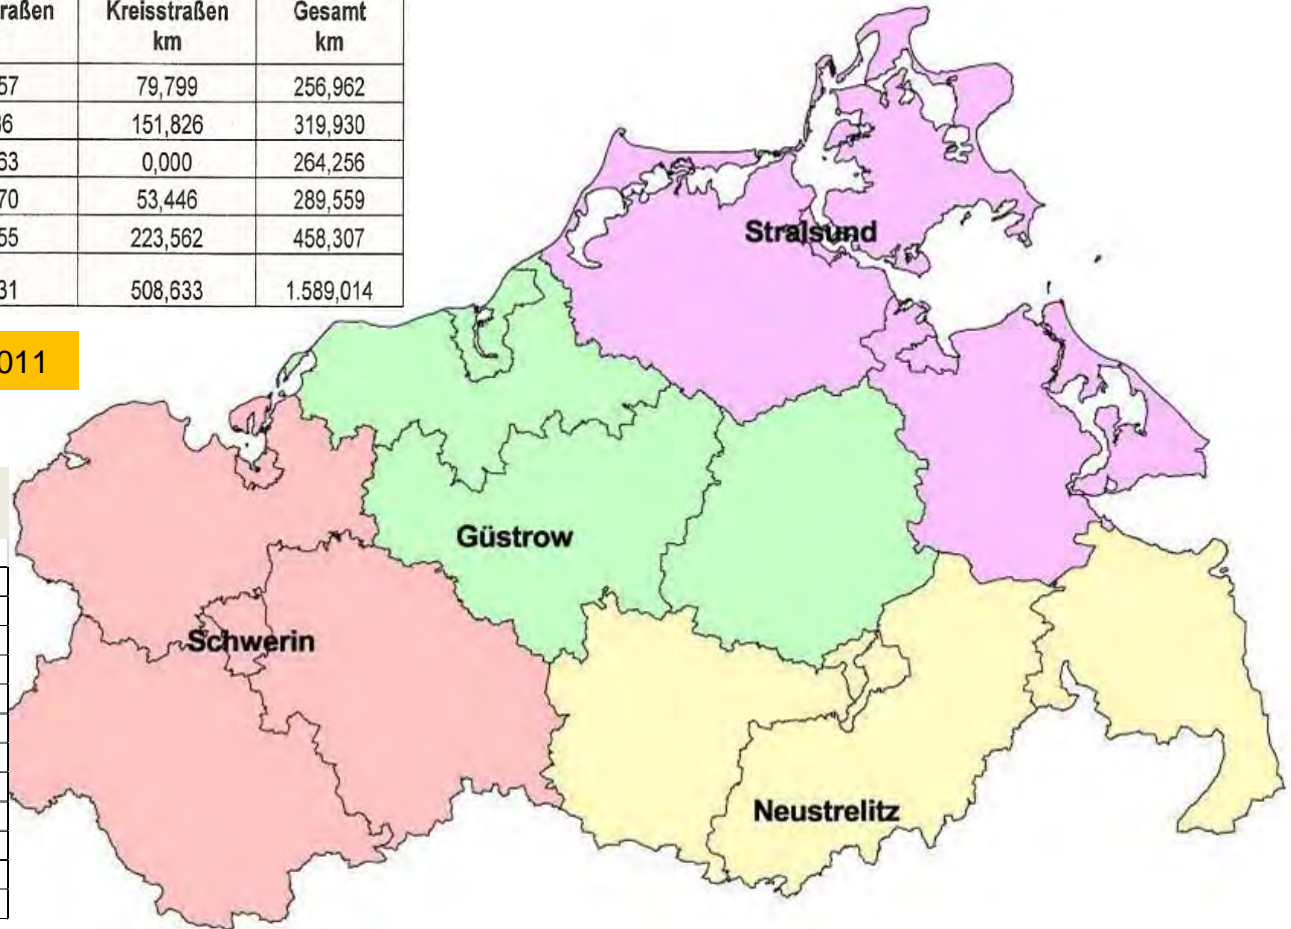 raßen Kreisstraßen Gesamt
km km
57 79,799 256,962
36 151,826 319,930
63 0,000 264,256
70 53,446 289,559
55 223,562 458,307
31 508,633 1.589,014
011
Stralsund
Güstrow
Schwerin
Neustrelitz